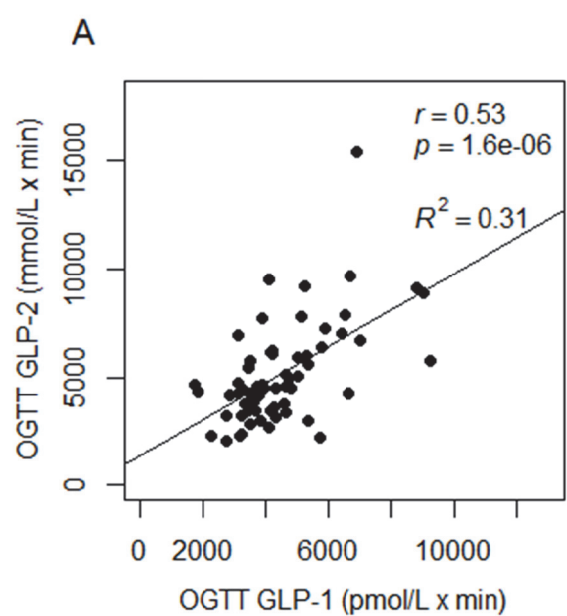 A
r = 0.53
p = 1.6e-06
R² = 0.31
OGTT GLP-2 (mmol/L x min)
15000
10000
5000
0
0 2000 6000 10000
OGTT GLP-1 (pmol/L x min)